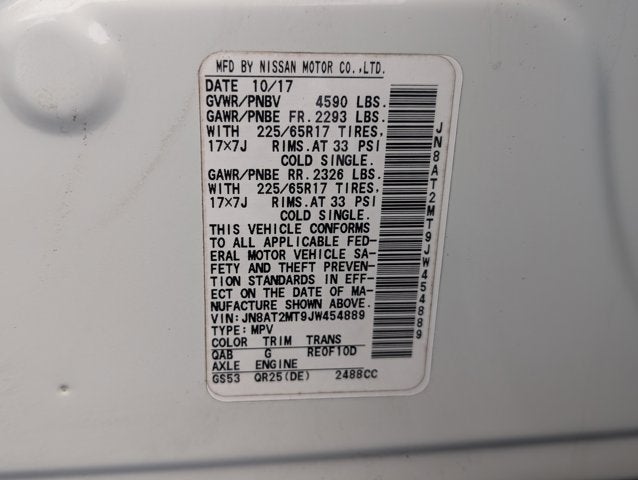 MFD BY NISSAN MOTOR CO.,LTD.
DATE 10/17
GVWR/PNBV 4590 LBS.
GAWR/PNBE FR. 2293 LBS.
WITH 225/65R17 TIRES,
17×7J RIMS.AT 33 PSI
COLD SINGLE.
GAWR/PNBE RR. 2326 LBS.
WITH 225/65R17 TIRES,
17×7J RIMS.AT 33 PSI
COLD SINGLE.
THIS VEHICLE CONFORMS
TO ALL APPLICABLE FED-
ERAL MOTOR VEHICLE SA-
FETY AND THEFT PREVEN-
TION STANDARDS IN EFF-
ECT ON THE DATE OF MA-
NUFACTURE SHOWN ABOVE.
VIN:JN8AT2MT9JW454889
TYPE:MPV
COLOR TRIM TRANS
QAB G RE0F10D
AXLE ENGINE
GS53 QR25(DE) 2488CC
JN8AT2MT9JW454889